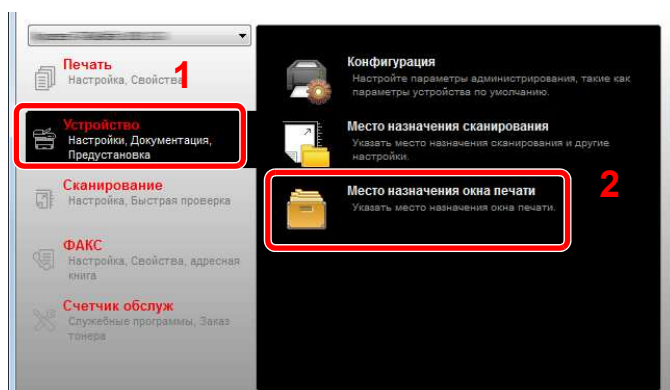 Печать
Настройка, Свойства
1
Устройство
Настройки, Документация,
Предустановка
Сканирование
Настройка, Быстрая проверка
ФАКС
Настройка, Свойства, адресная
книга
Счетчик обслуж
Служебные программы, Заказ
тонера
Конфигурация
Настройте параметры администрирования, такие как
параметры устройства по умолчанию.
Место назначения сканирования
Указать место назначения сканирования и другие
настройки.
Место назначения окна печати
Указать место назначения окна печати.
2